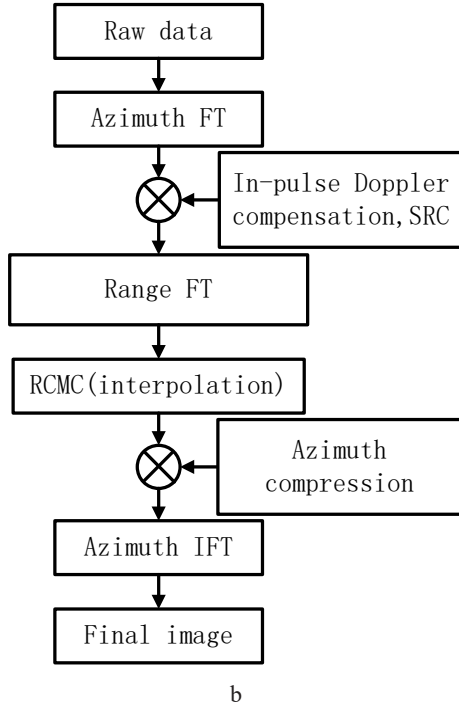 Raw data
Azimuth FT
In-pulse Doppler
compensation,SRC
Range FT
RCMC(interpolation)
Azimuth
compression
Azimuth IFT
Final image
b